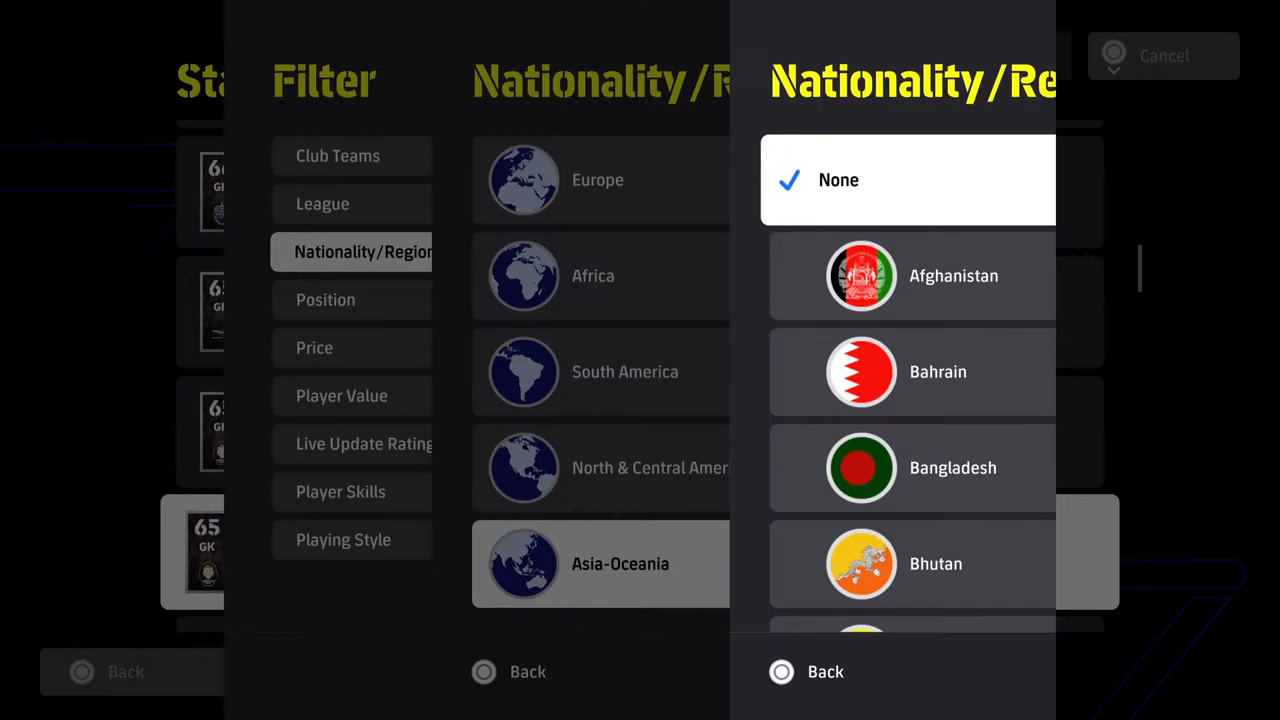 Sta
Filter
Nationality/R
Nationality/Re
Cancel
Club Teams
League
Nationality/Region
Position
Price
Player Value
Live Update Rating
Player Skills
Playing Style
Europe
Africa
South America
North & Central Ameri
Asia-Oceania
None
Afghanistan
Bahrain
Bangladesh
Bhutan
65
GK
Back
Back
Back